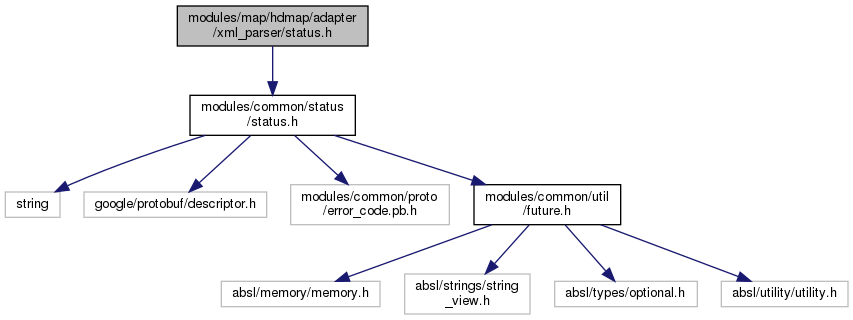 modules/map/hdmap/adapter
/xml_parser/status.h
modules/common/status
/status.h
string
google/protobuf/descriptor.h
modules/common/proto
/error_code.pb.h
modules/common/util
/future.h
absl/memory/memory.h
absl/strings/string
_view.h
absl/types/optional.h
absl/utility/utility.h